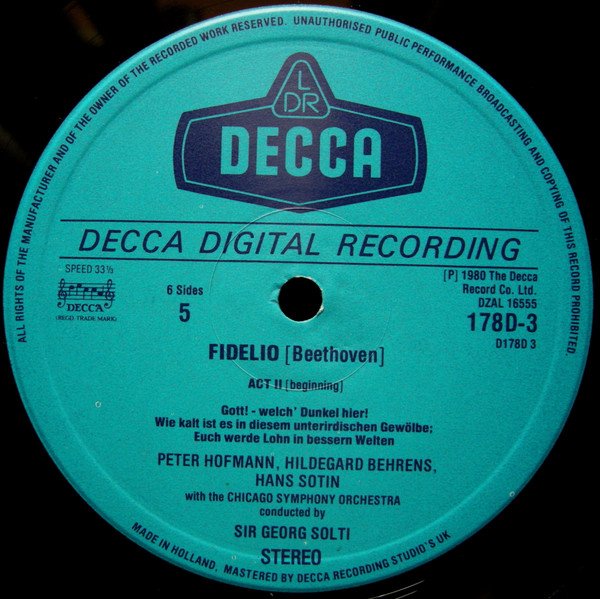 ALL RIGHTS OF THE MANUFACTURER AND OF THE OWNER OF THE RECORDED WORK RESERVED. UNAUTHORISED PUBLIC PERFORMANCE BROADCASTING AND COPYING OF THIS RECORD PROHIBITED.
L
DR
DECCA
DECCA DIGITAL RECORDING
SPEED 33⅓
DECCA
(REGD. TRADE MARK)
6 Sides
5
[P] 1980 The Decca
Record Co. Ltd.
DZAL 16555
178D-3
D178D 3
FIDELIO [Beethoven]
ACT II [beginning]
Gott! - welch' Dunkel hier!
Wie kalt ist es in diesem unterirdischen Gewölbe;
Euch werde Lohn in bessern Welten
PETER HOFMANN, HILDEGARD BEHRENS,
HANS SOTIN
with the CHICAGO SYMPHONY ORCHESTRA
conducted by
SIR GEORG SOLTI
STEREO
MADE IN HOLLAND, MASTERED BY DECCA RECORDING STUDIO'S UK